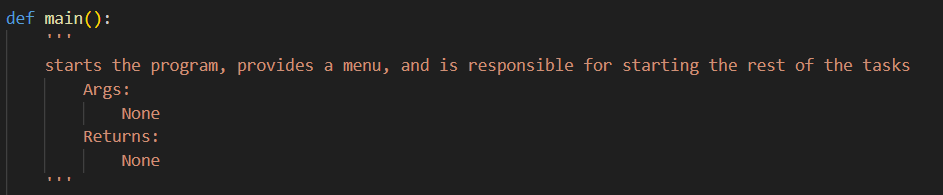 def main():
    '''
    starts the program, provides a menu, and is responsible for starting the rest of the tasks
        Args:
            None
        Returns:
            None
    '''